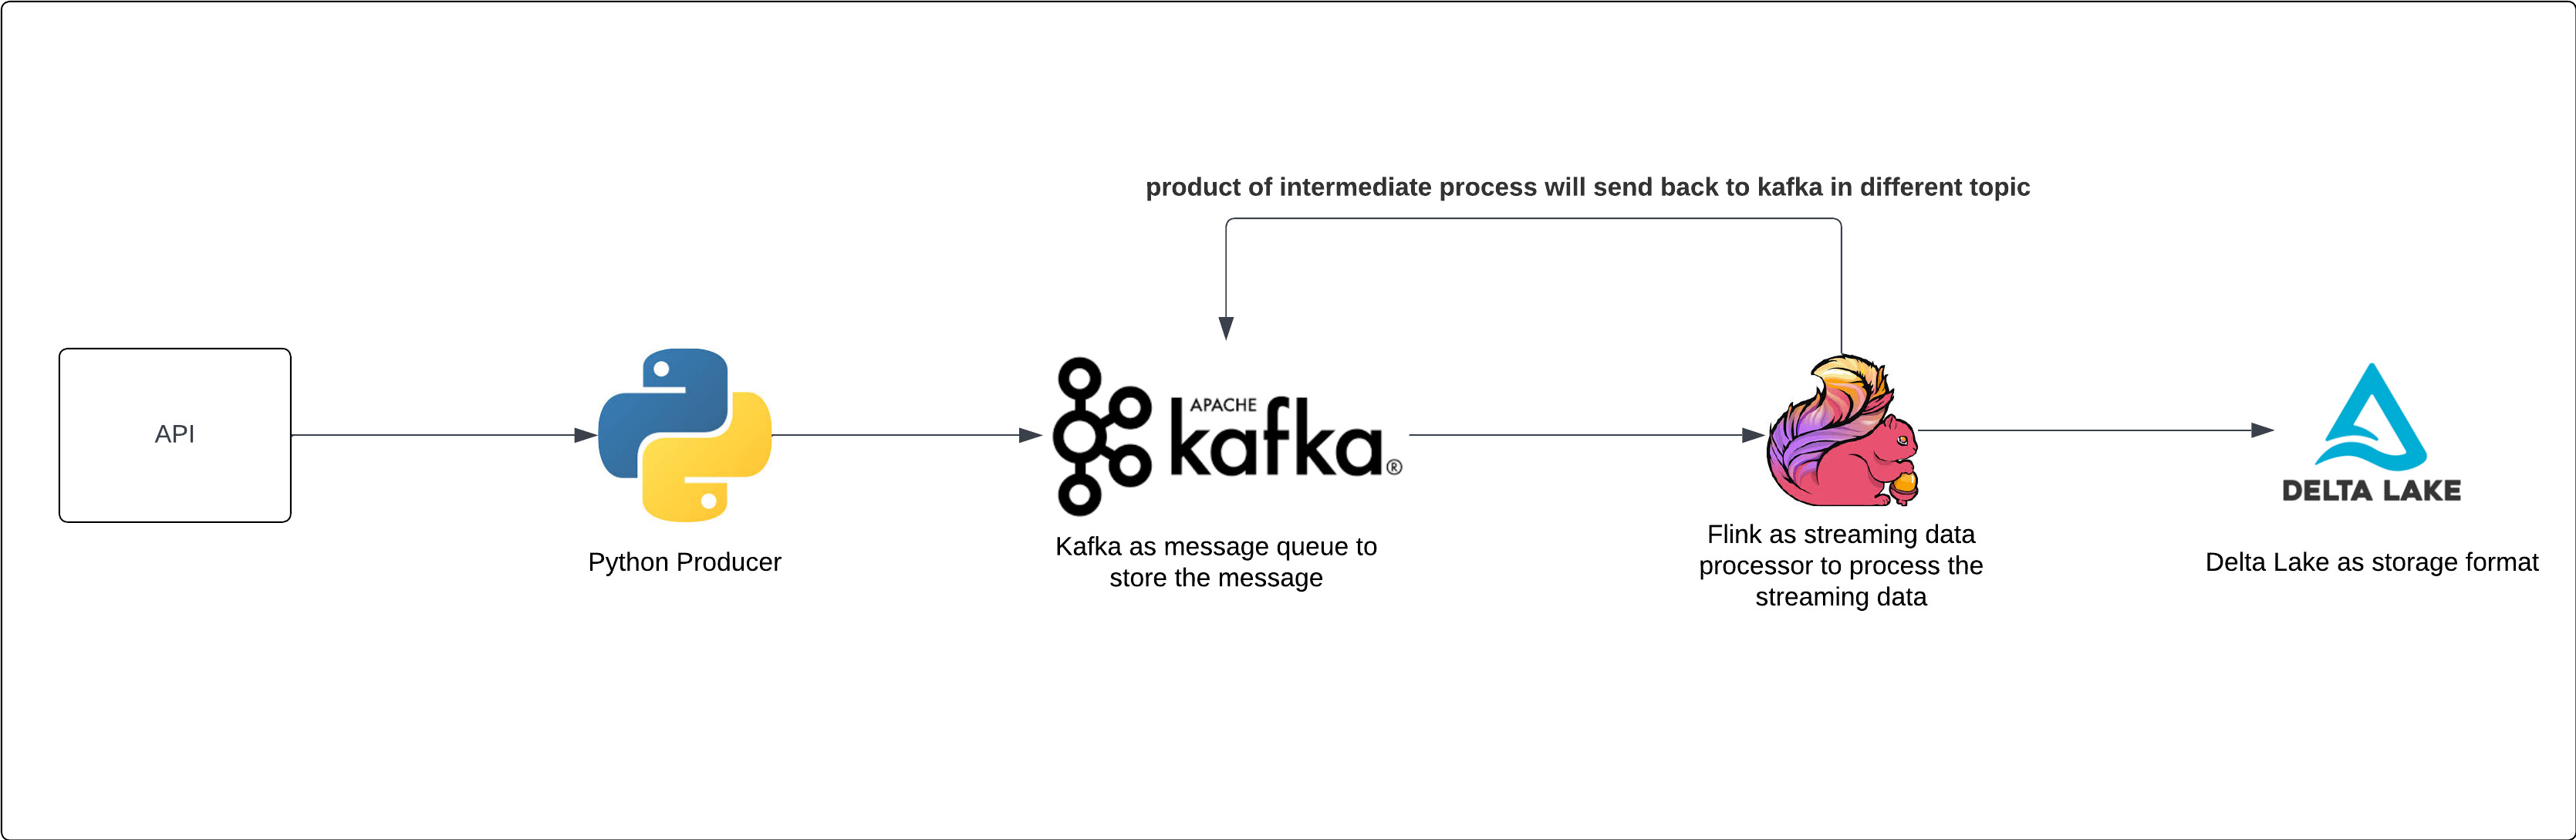 product of intermediate process will send back to kafka in different topic
API
APACHE
kafka®
DELTA LAKE
Python Producer
Kafka as message queue to
store the message
Flink as streaming data
processor to process the
streaming data
Delta Lake as storage format